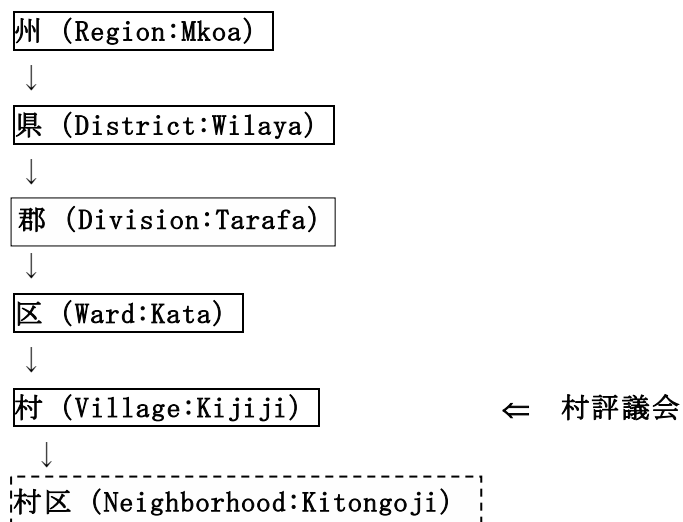 州 (Region:Mkoa)
↓
県 (District:Wilaya)
↓
郡 (Division:Tarafa)
↓
区 (Ward:Kata)
↓
村 (Village:Kijiji) ⇐ 村評議会
↓
村区 (Neighborhood:Kitongoji)